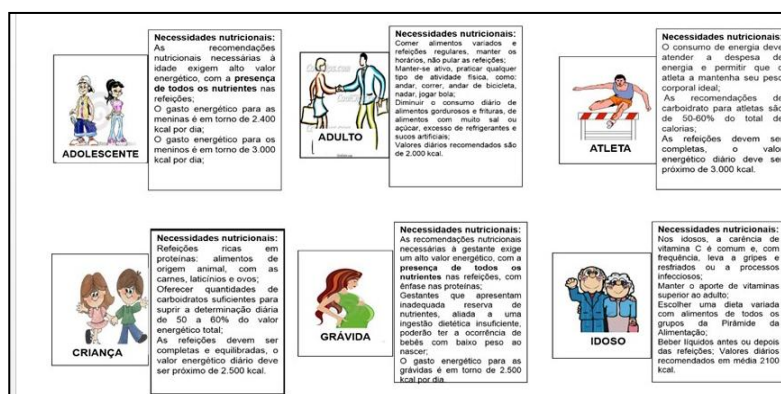 Necessidades nutricionais:
As recomendações
nutricionais necessárias à
idade exigem alto valor
energético, com a presença
de todos os nutrientes nas
refeições;
O gasto energético para as
meninas é em torno de 2.400
kcal por dia;
O gasto energético para os
meninos é em torno de 3.000
kcal por dia;
ADOLESCENTE
Necessidades nutricionais:
Comer alimentos variados e
refeições regulares, manter os
horários, não pular as refeições;
Manter-se ativo, praticar qualquer
tipo de atividade física, como:
andar, correr, andar de bicicleta,
nadar, jogar bola;
Diminuir o consumo diário de
alimentos gordurosos e frituras, de
alimentos com muito sal ou
açúcar, excesso de refrigerantes e
sucos artificiais;
Valores diários recomendados são
de 2.000 kcal.
ADULTO
Necessidades nutricionais:
O consumo de energia deve
atender a despesa de
energia e permitir que o
atleta a mantenha seu peso
corporal ideal;
As recomendações de
carboidrato para atletas são
de 50-60% do total de
calorias;
As refeições devem ser
completas, o valor
energético diário deve ser
próximo de 3.000 kcal.
ATLETA
Necessidades nutricionais:
Refeições ricas em
proteínas: alimentos de
origem animal, com as
carnes, laticínios e ovos;
Oferecer quantidades de
carboidratos suficientes para
suprir a determinação diária
de 50 a 60% do valor
energético total;
As refeições devem ser
completas e equilibradas, o
valor energético diário deve
ser próximo de 2.500 kcal.
CRIANÇA
Necessidades nutricionais:
As recomendações nutricionais
necessárias à gestante exige
um alto valor energético, com a
presença de todos os
nutrientes nas refeições, com
ênfase nas proteínas;
Gestantes que apresentam
inadequada reserva de
nutrientes, aliada a uma
ingestão dietética insuficiente,
poderão ter a ocorrência de
bebês com baixo peso ao
nascer;
O gasto energético para as
grávidas é em torno de 2.500
kcal por dia
GRÁVIDA
Necessidades nutricionais:
Nos idosos, a carência de
vitamina C é comum e, com
frequência, leva a gripes e
resfriados ou a processos
infecciosos;
Manter o aporte de vitaminas
superior ao adulto;
Escolher uma dieta variada
com alimentos de todos os
grupos da Pirâmide da
Alimentação;
Beber líquidos antes ou depois
das refeições; Valores diários
recomendados em média 2100
kcal.
IDOSO